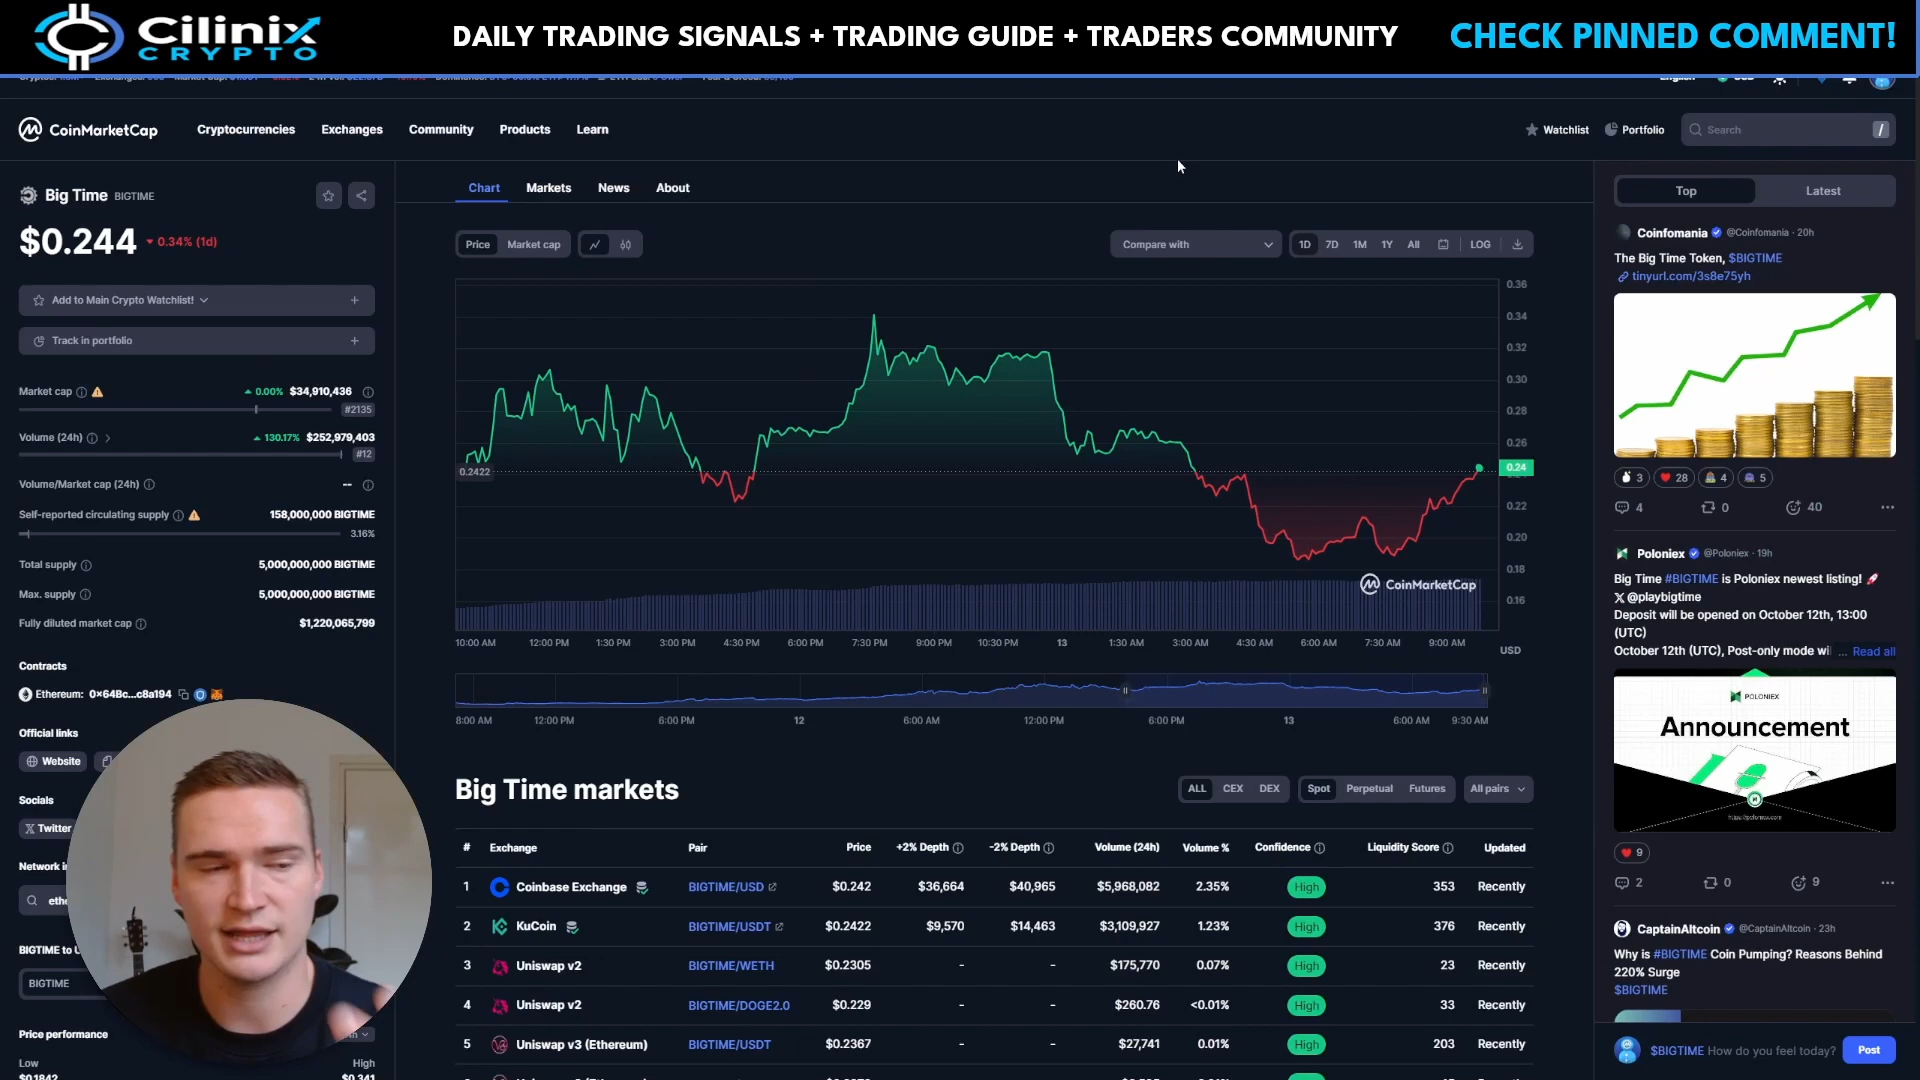 Cilinix
CRYPTO
DAILY TRADING SIGNALS + TRADING GUIDE + TRADERS COMMUNITY
CHECK PINNED COMMENT!
CoinMarketCap
Cryptocurrencies
Exchanges
Community
Products
Learn
Watchlist
Portfolio
Search
/
Big Time BIGTIME
$0.244
0.34% (1d)
Add to Main Crypto Watchlist!
Track in portfolio
Market cap
0.00% $34,910,436
#2135
Volume (24h)
130.17% $252,979,403
#12
Volume/Market cap (24h)
--
Self-reported circulating supply
158,000,000 BIGTIME
3.16%
Total supply
5,000,000,000 BIGTIME
Max. supply
5,000,000,000 BIGTIME
Fully diluted market cap
$1,220,065,799
Contracts
Ethereum: 0x64Bc...c8a194
Official links
Website
Socials
Twitter
BIGTIME
Price performance
Low
High
$0.1842
$0.341
Chart
Markets
News
About
Price
Market cap
Compare with
1D 7D 1M 1Y All LOG
0.36
0.34
0.32
0.30
0.28
0.26
0.24
0.22
0.20
0.18
0.16
0.2422
CoinMarketCap
10:00 AM 12:00 PM 1:30 PM 3:00 PM 4:30 PM 6:00 PM 7:30 PM 9:00 PM 10:30 PM 13 1:30 AM 3:00 AM 4:30 AM 6:00 AM 7:30 AM 9:00 AM
USD
8:00 AM 12:00 PM 6:00 PM 12 6:00 AM 12:00 PM 6:00 PM 13 6:00 AM 9:30 AM
Big Time markets
ALL CEX DEX
Spot Perpetual Futures
All pairs
# Exchange Pair Price +2% Depth -2% Depth Volume (24h) Volume % Confidence Liquidity Score Updated
1 Coinbase Exchange BIGTIME/USD $0.242 $36,664 $40,965 $5,968,082 2.35% High 353 Recently
2 KuCoin BIGTIME/USDT $0.2422 $9,570 $14,463 $3,109,927 1.23% High 376 Recently
3 Uniswap v2 BIGTIME/WETH $0.2305 - - $175,770 0.07% High 23 Recently
4 Uniswap v2 BIGTIME/DOGE2.0 $0.229 - - $260.76 <0.01% High 33 Recently
5 Uniswap v3 (Ethereum) BIGTIME/USDT $0.2367 - - $27,741 0.01% High 203 Recently
Top
Latest
Coinfomania @Coinfomania · 20h
The Big Time Token, $BIGTIME
tinyurl.com/3s8e75yh
3 28 4 5
4 0 40
Poloniex @Poloniex · 19h
Big Time #BIGTIME is Poloniex newest listing! 🚀
@playbigtime
Deposit will be opened on October 12th, 13:00
(UTC)
October 12th (UTC), Post-only mode wi ... Read all
POLONIEX
Announcement
https://poloniex.com
9
2 0 9
CaptainAltcoin @CaptainAltcoin · 23h
Why is #BIGTIME Coin Pumping? Reasons Behind
220% Surge
$BIGTIME
$BIGTIME How do you feel today?
Post